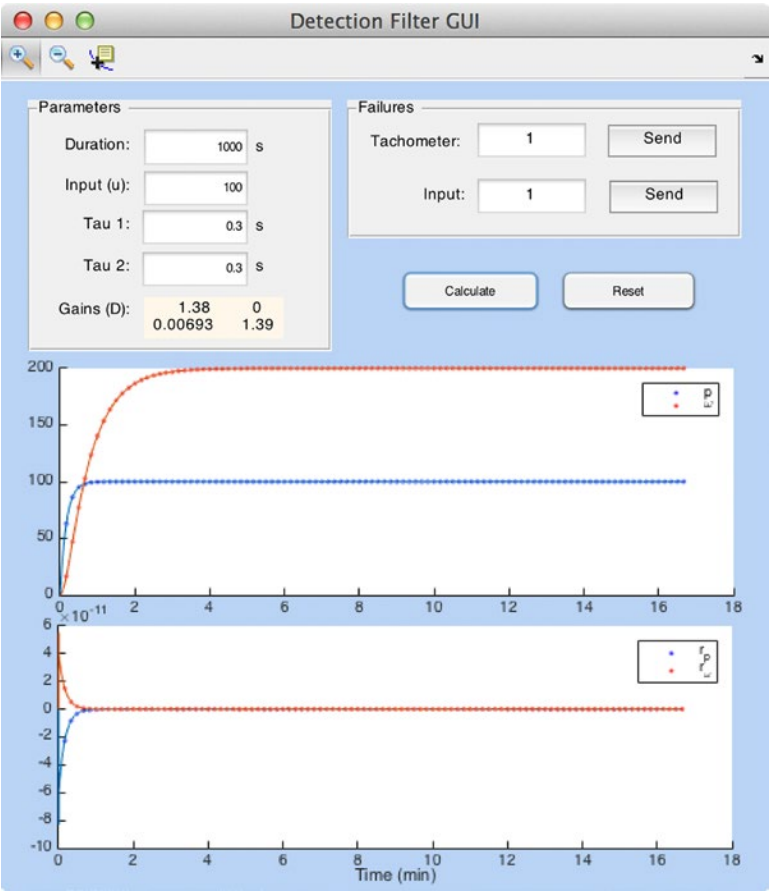 Detection Filter GUI
Parameters
Duration: 1000 s
Input (u): 100
Tau 1: 0.3 s
Tau 2: 0.3 s
Gains (D): 1.38 0
0.00693 1.39
Failures
Tachometer: 1 Send
Input: 1 Send
Calculate Reset
200
150
100
50
0
p
ω
0 2 4 6 8 10 12 14 16 18
×10⁻¹¹
6
4
2
0
-2
-4
-6
-8
-10
r_p
r_ω
0 2 4 6 8 10 12 14 16 18
Time (min)